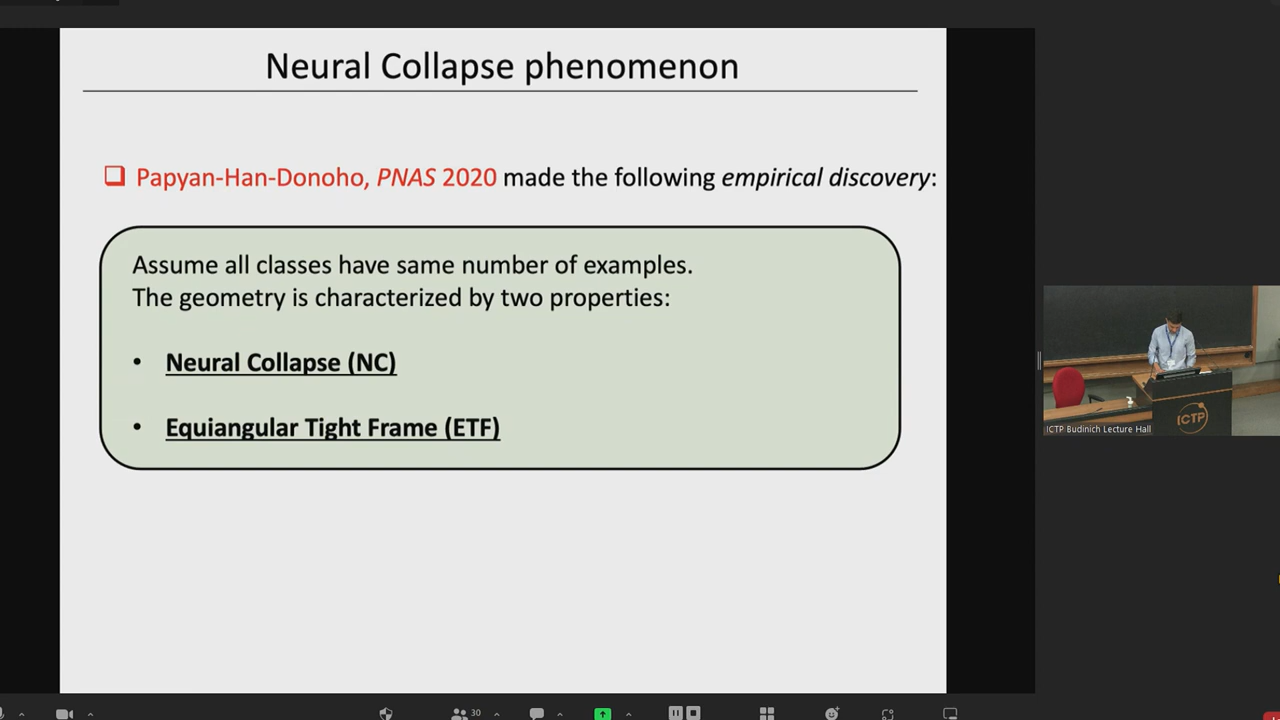 Neural Collapse phenomenon
❑ Papyan-Han-Donoho, PNAS 2020 made the following empirical discovery:
Assume all classes have same number of examples.
The geometry is characterized by two properties:
• Neural Collapse (NC)
• Equiangular Tight Frame (ETF)
ICTP
ICTP Budinich Lecture Hall
30